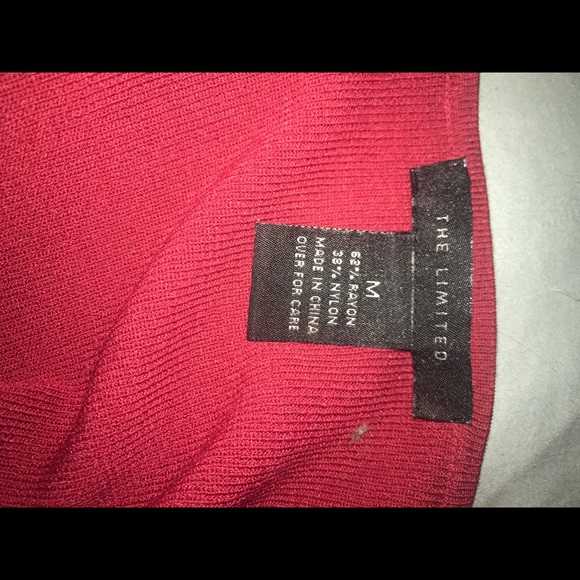 THE LIMITED
M
62% RAYON
38% NYLON
MADE IN CHINA
OVER FOR CARE